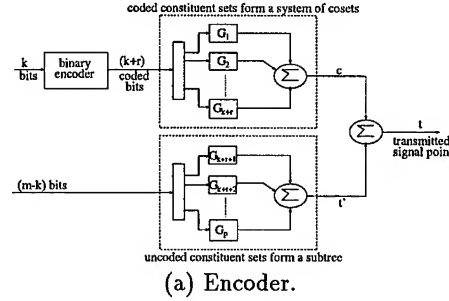 coded constituent sets form a system of cosets
k
bits
binary
encoder
(k+r)
coded
bits
G1
G2
Gk+r
Σ
c
Σ
t
transmitted
signal point
(m-k) bits
Gk+r+1
Gk+r+2
Gp
Σ
t'
uncoded constituent sets form a subtree
(a) Encoder.